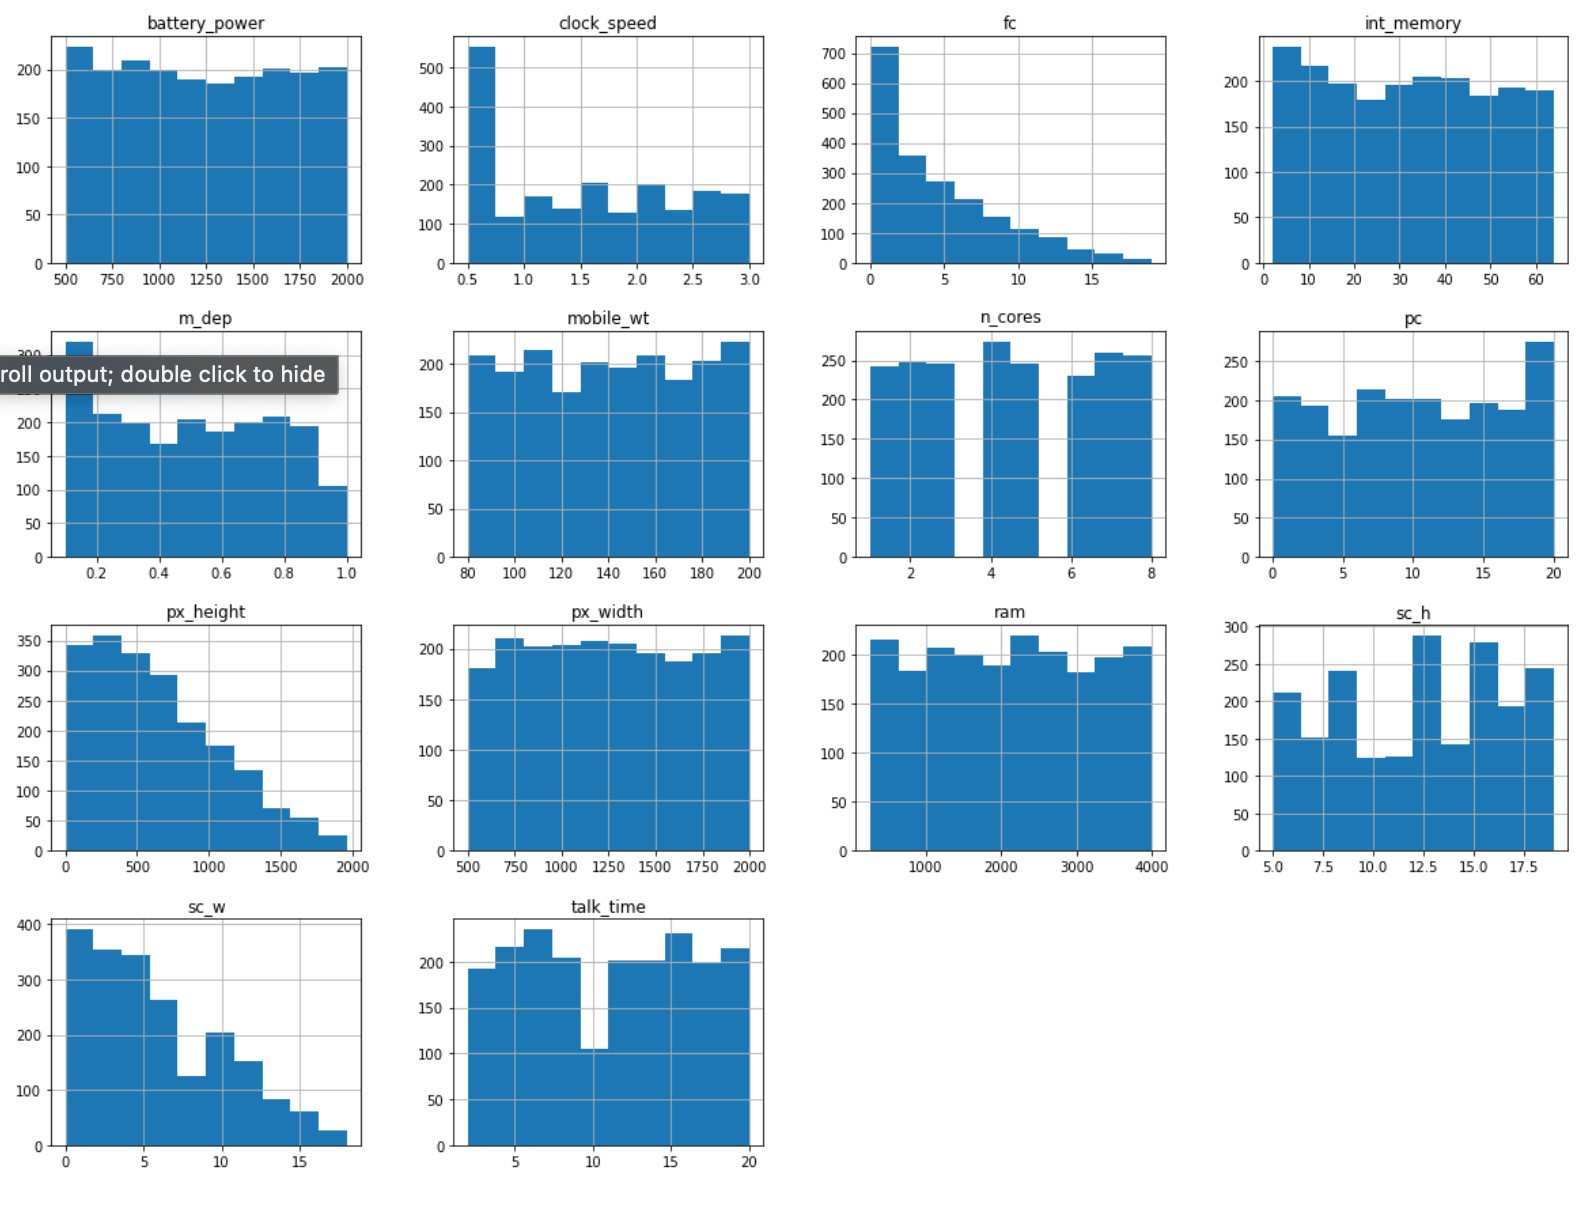 battery_power
200
150
100
50
0
500 750 1000 1250 1500 1750 2000
clock_speed
500
400
300
200
100
0
0.5 1.0 1.5 2.0 2.5 3.0
fc
700
600
500
400
300
200
100
0
0 5 10 15
int_memory
200
150
100
50
0
0 10 20 30 40 50 60
m_dep
300
roll output; double click to hide
200
150
100
50
0
0.2 0.4 0.6 0.8 1.0
mobile_wt
200
150
100
50
0
80 100 120 140 160 180 200
n_cores
250
200
150
100
50
0
2 4 6 8
pc
250
200
150
100
50
0
0 5 10 15 20
px_height
350
300
250
200
150
100
50
0
0 500 1000 1500 2000
px_width
200
150
100
50
0
500 750 1000 1250 1500 1750 2000
ram
200
150
100
50
0
1000 2000 3000 4000
sc_h
300
250
200
150
100
50
0
5.0 7.5 10.0 12.5 15.0 17.5
sc_w
400
300
200
100
0
0 5 10 15
talk_time
200
150
100
50
0
5 10 15 20